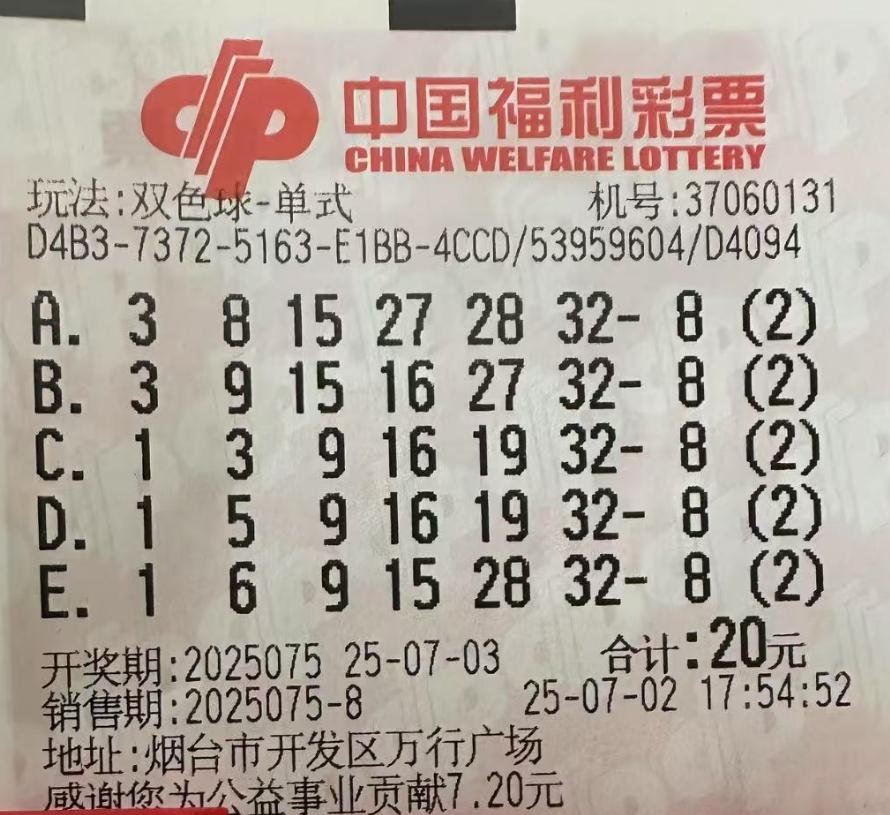 中国福利彩票
CHINA WELFARE LOTTERY
玩法:双色球-单式 机号:37060131
D4B3-7372-5163-E1BB-4CCD/53959604/D4094
A. 3 8 15 27 28 32- 8 (2)
B. 3 9 15 16 27 32- 8 (2)
C. 1 3 9 16 19 32- 8 (2)
D. 1 5 9 16 19 32- 8 (2)
E. 1 6 9 15 28 32- 8 (2)
开奖期:2025075 25-07-03 合计:20元
销售期:2025075-8 25-07-02 17:54:52
地址:烟台市开发区万行广场
感谢您为公益事业贡献7.20元